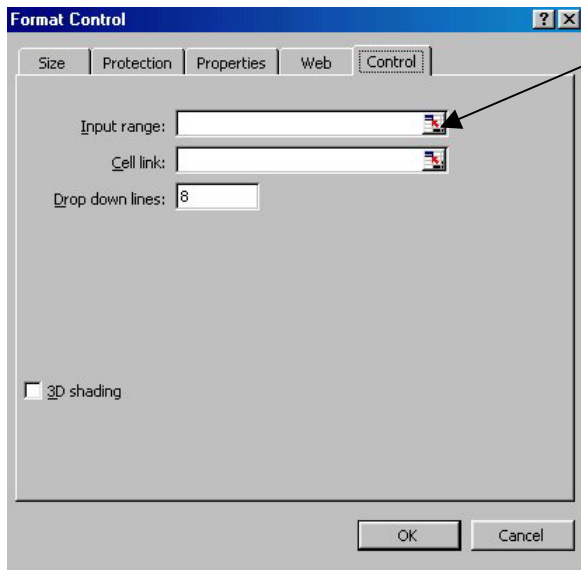 Format Control
Size Protection Properties Web Control
Input range:
Cell link:
Drop down lines: 8
3D shading
OK Cancel